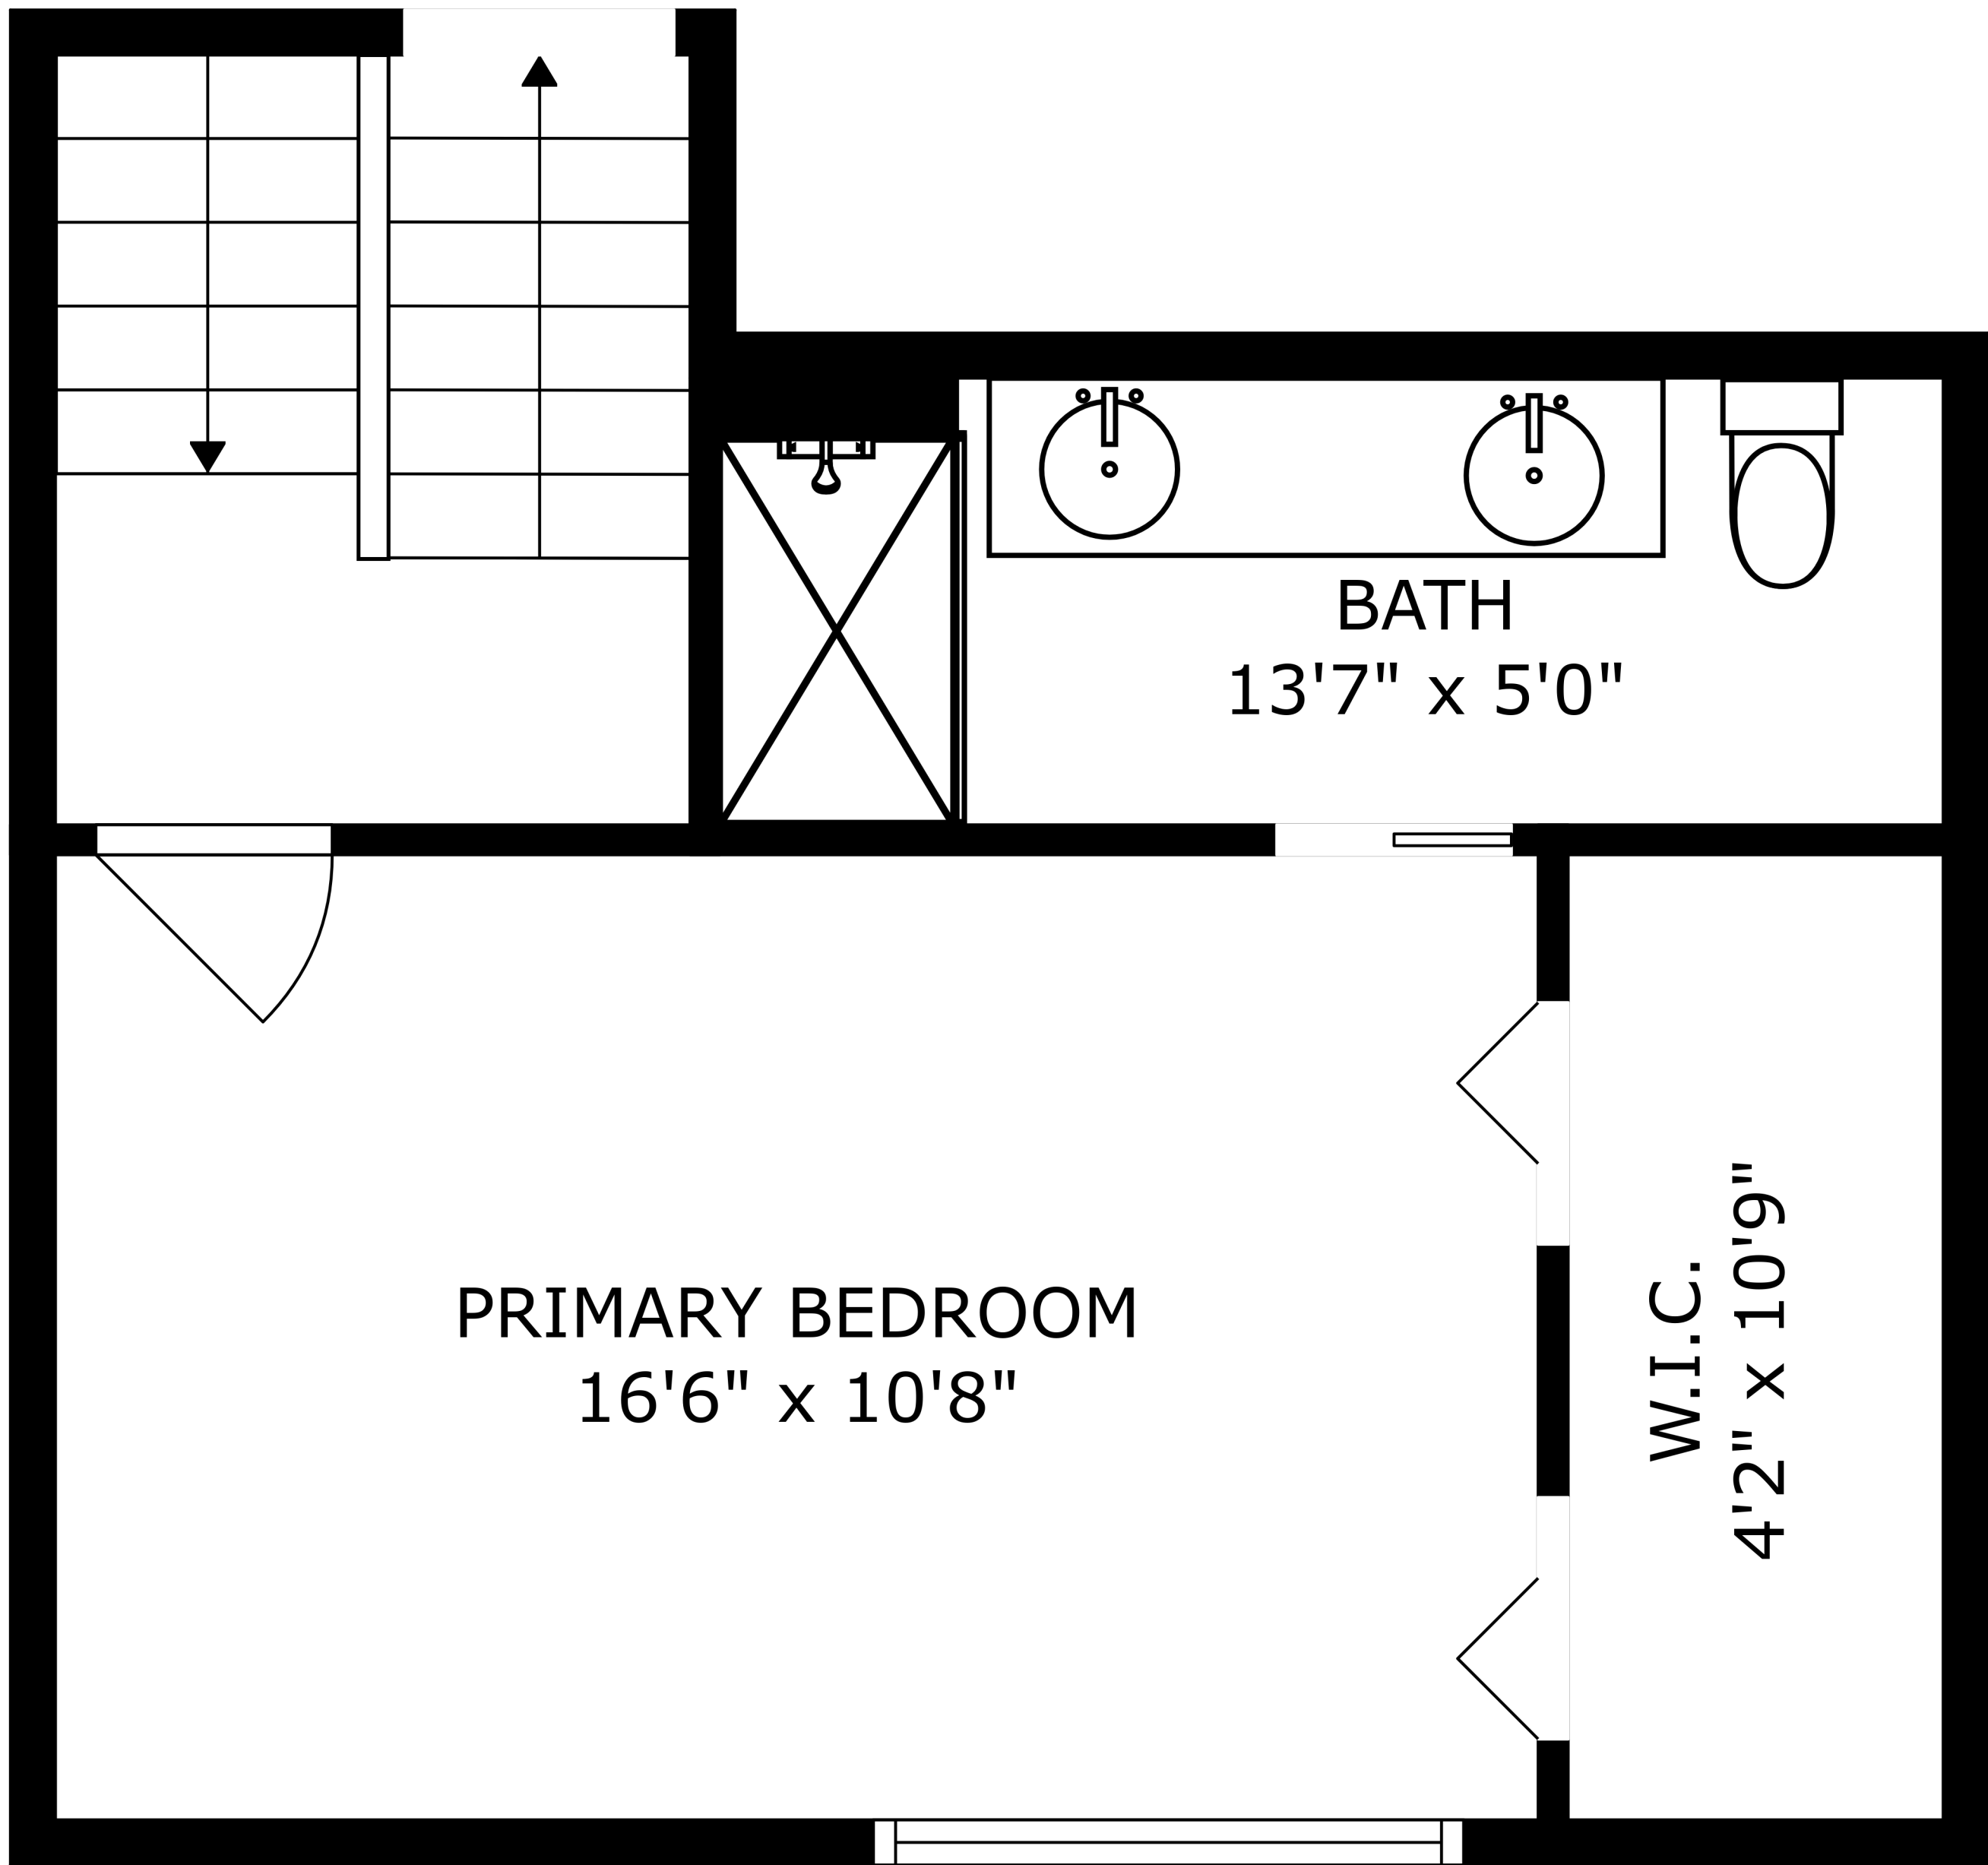 BATH
13'7" x 5'0"
PRIMARY BEDROOM
16'6" x 10'8"
W.I.C.
4'2" x 10'9"